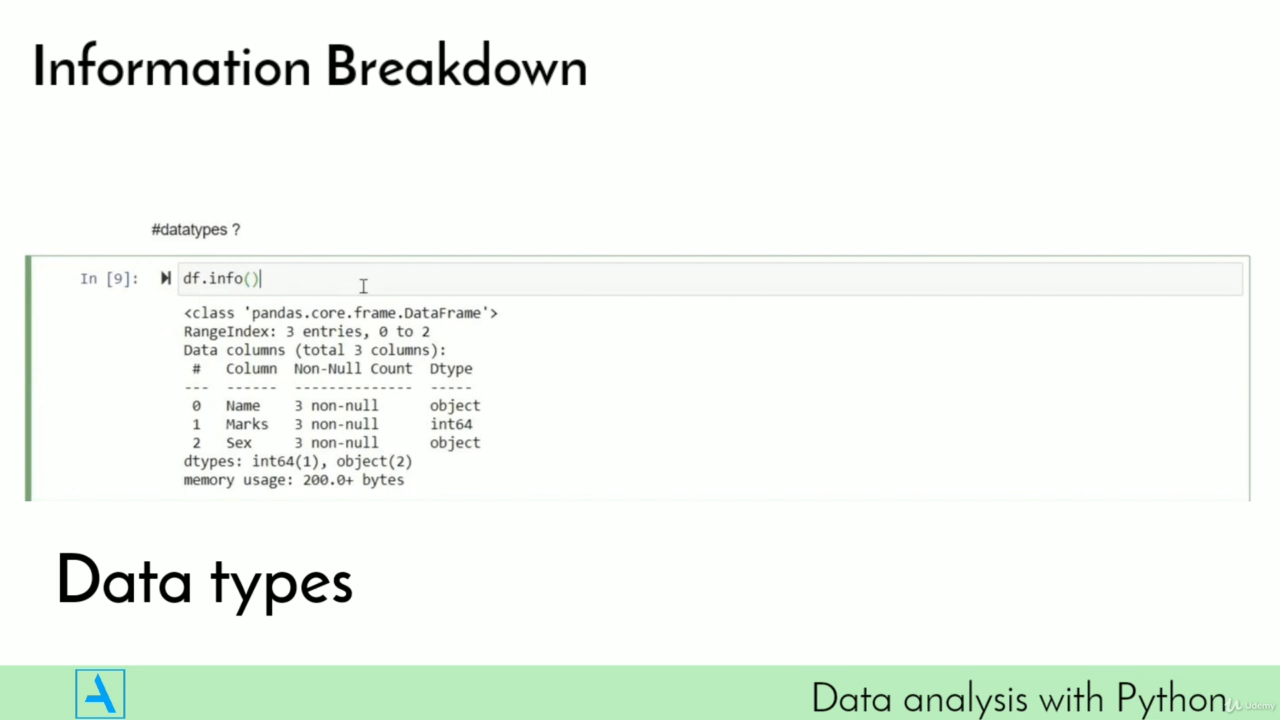 Information Breakdown
#datatypes ?
In [9]: df.info()
<class 'pandas.core.frame.DataFrame'>
RangeIndex: 3 entries, 0 to 2
Data columns (total 3 columns):
# Column Non-Null Count Dtype
--- ------ -------------- -----
0 Name 3 non-null object
1 Marks 3 non-null int64
2 Sex 3 non-null object
dtypes: int64(1), object(2)
memory usage: 200.0+ bytes
Data types
Data analysis with Python
Udemy